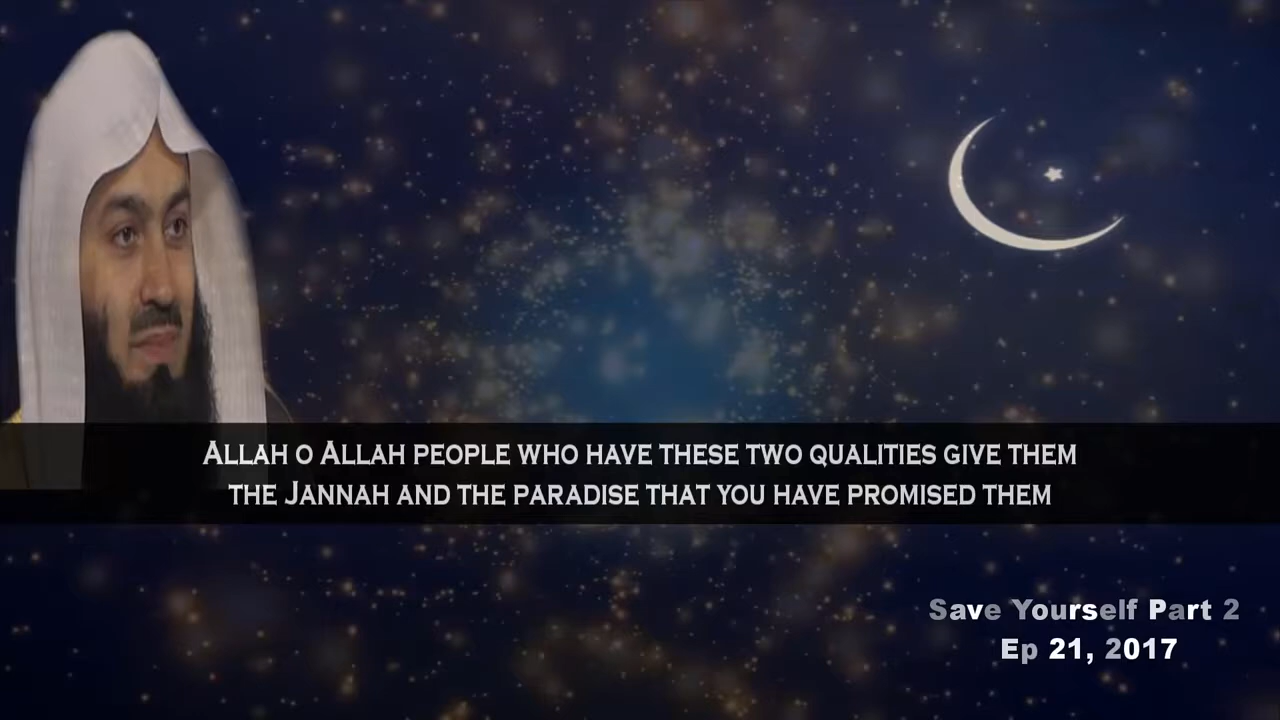 Allah o Allah people who have these two qualities give them
the Jannah and the paradise that you have promised them
Save Yourself Part 2
Ep 21, 2017